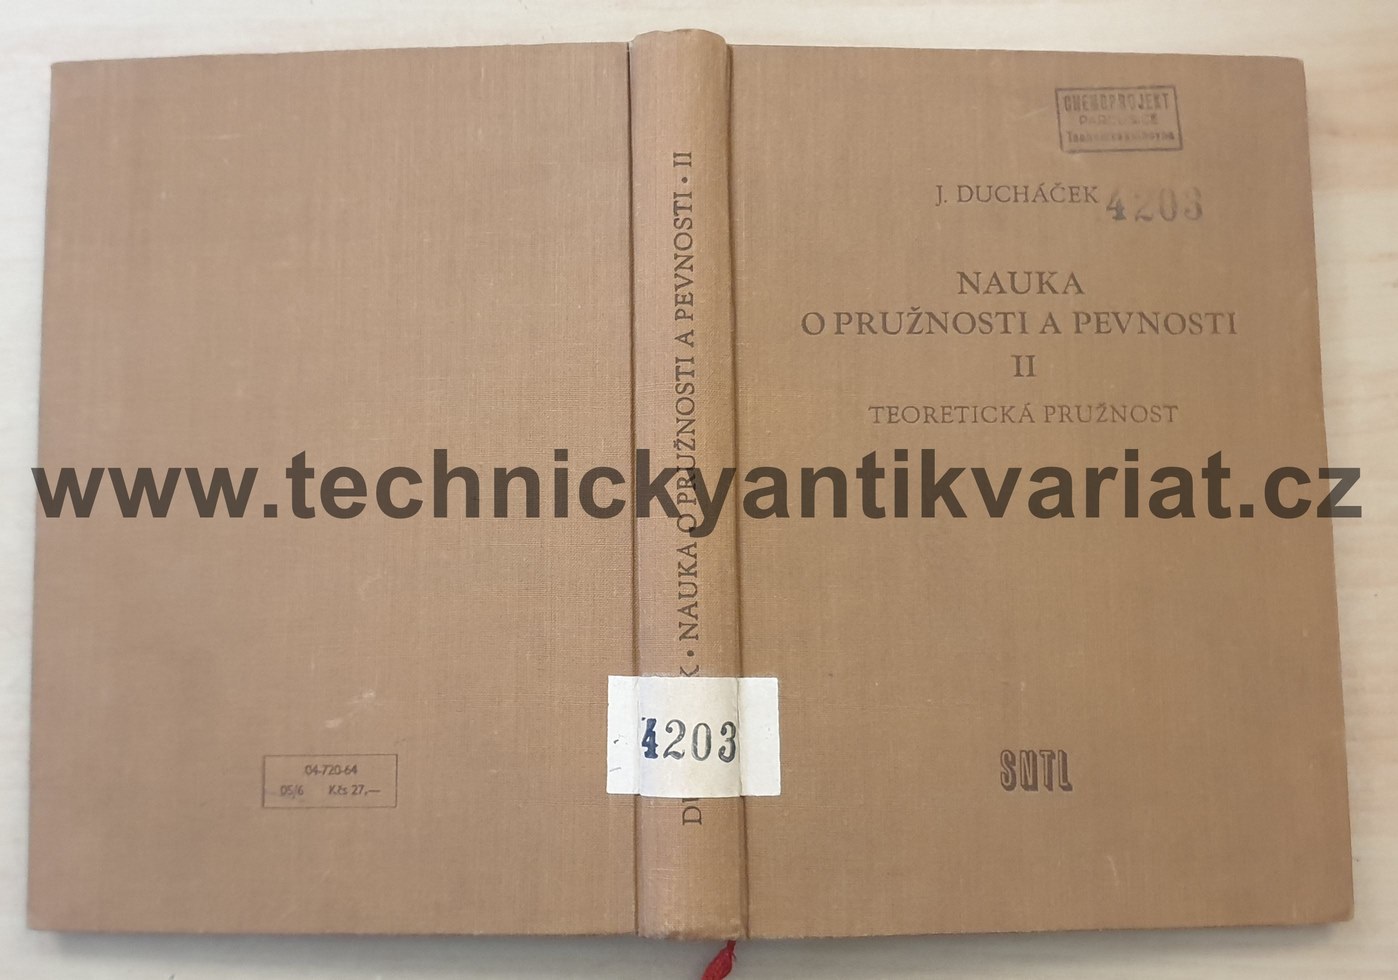 CHEMOPROJEKT
J. DUCHÁČEK
4203
NAUKA
O PRUŽNOSTI A PEVNOSTI
II
TEORETICKÁ PRUŽNOST
SNTL
NAUKA O PRUŽNOSTI A PEVNOSTI • II
4203
04-720-64
05/6 Kčs 27,—
www.technickyantikvariat.cz